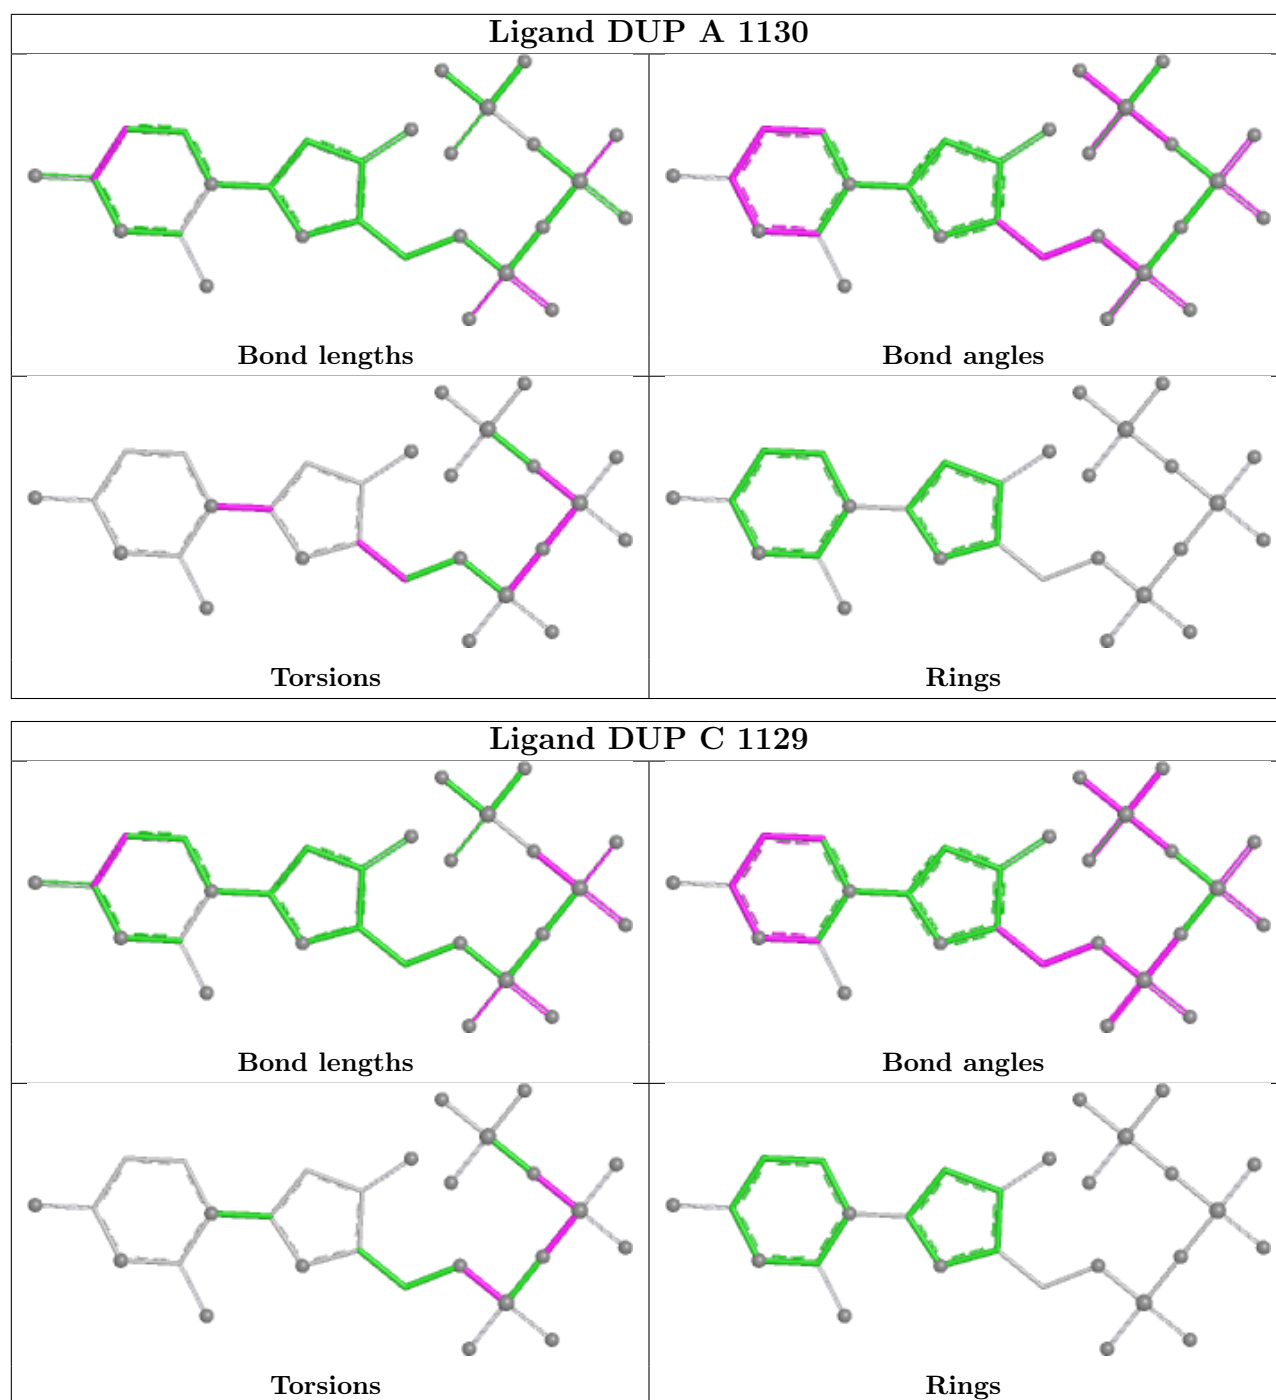 Ligand DUP A 1130
Bond lengths
Bond angles
Torsions
Rings
Ligand DUP C 1129
Bond lengths
Bond angles
Torsions
Rings